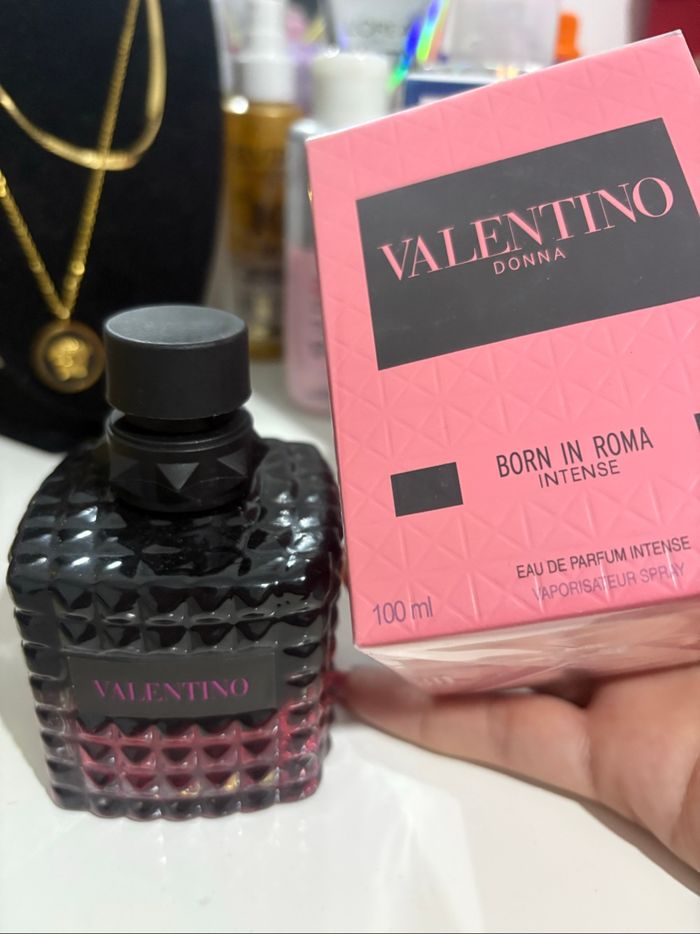 VALENTINO
DONNA
BORN IN ROMA
INTENSE
EAU DE PARFUM INTENSE
VAPORISATEUR SPRAY
100 ml
VALENTINO